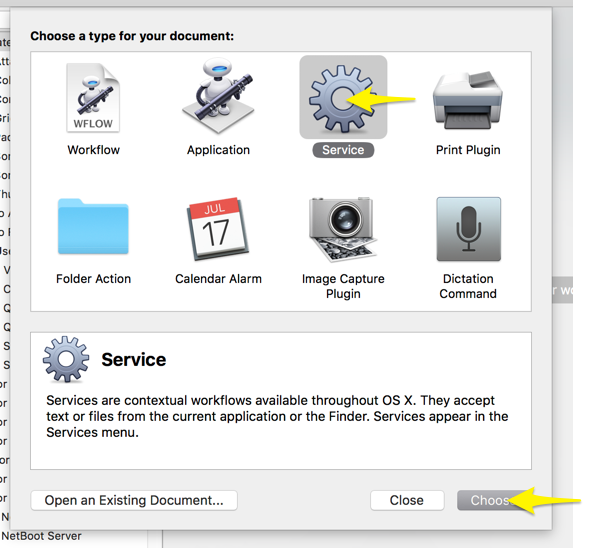 Choose a type for your document:
WFLOW
Workflow
Application
Service
Print Plugin
JUL
17
Folder Action
Calendar Alarm
Image Capture
Plugin
Dictation
Command
Service
Services are contextual workflows available throughout OS X. They accept
text or files from the current application or the Finder. Services appear in the
Services menu.
Open an Existing Document...
Close
NetBoot Server